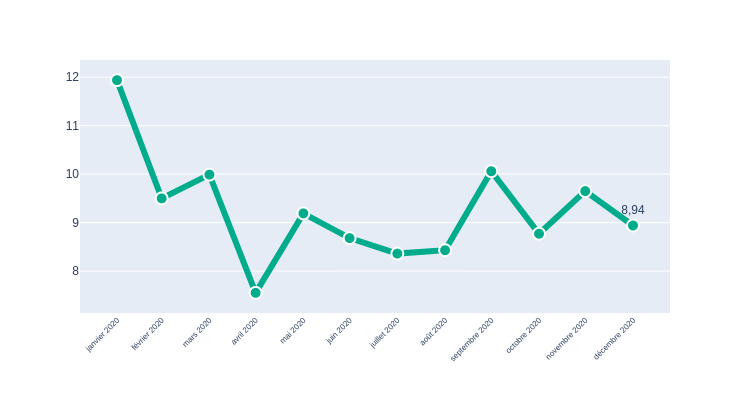 12
11
10
9
8
8,94
janvier 2020
février 2020
mars 2020
avril 2020
mai 2020
juin 2020
juillet 2020
août 2020
septembre 2020
octobre 2020
novembre 2020
décembre 2020